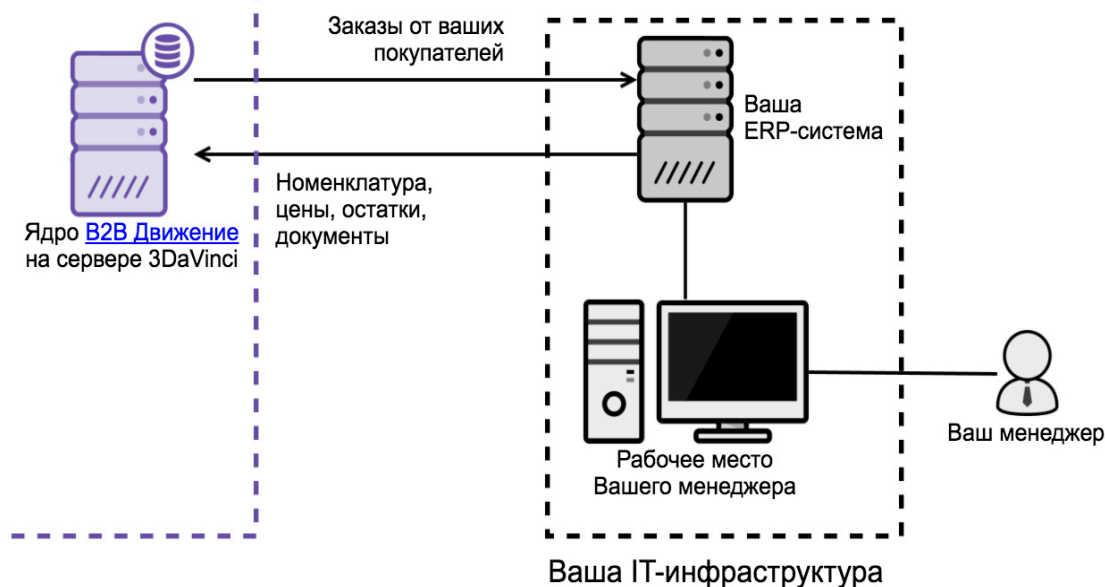 Заказы от ваших
покупателей
Ваша
ERP-система
Номенклатура,
цены, остатки,
документы
Ядро B2B Движение
на сервере 3DaVinci
Рабочее место
Вашего менеджера
Ваш менеджер
Ваша IT-инфраструктура